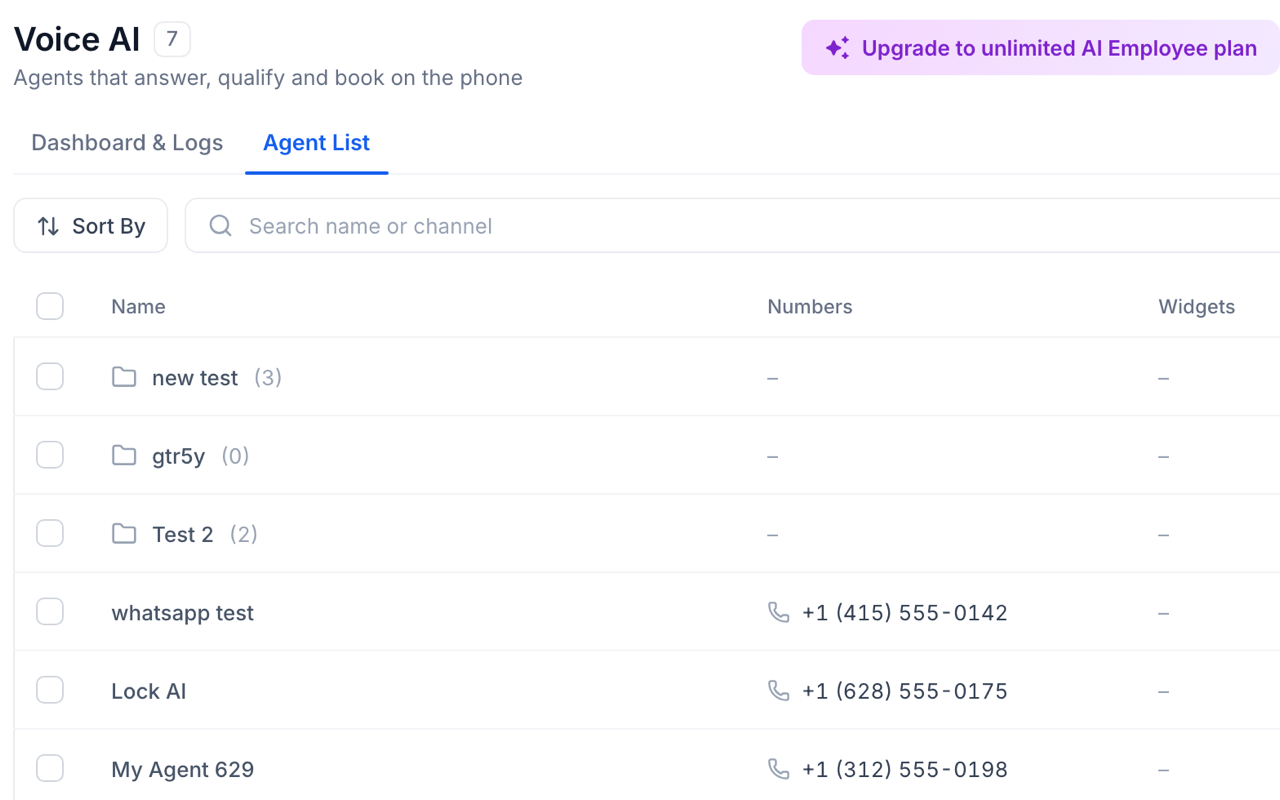 Voice AI 7
Upgrade to unlimited AI Employee plan
Agents that answer, qualify and book on the phone
Dashboard & Logs Agent List
Sort By Search name or channel
Name Numbers Widgets
new test (3) – –
gtr5y (0) – –
Test 2 (2) – –
whatsapp test +1 (415) 555-0142 –
Lock AI +1 (628) 555-0175 –
My Agent 629 +1 (312) 555-0198 –